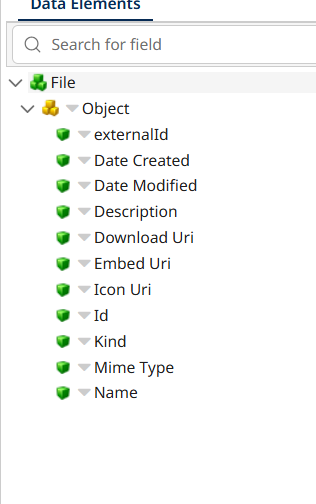 Data Elements
Search for field
File
Object
externalId
Date Created
Date Modified
Description
Download Uri
Embed Uri
Icon Uri
Id
Kind
Mime Type
Name